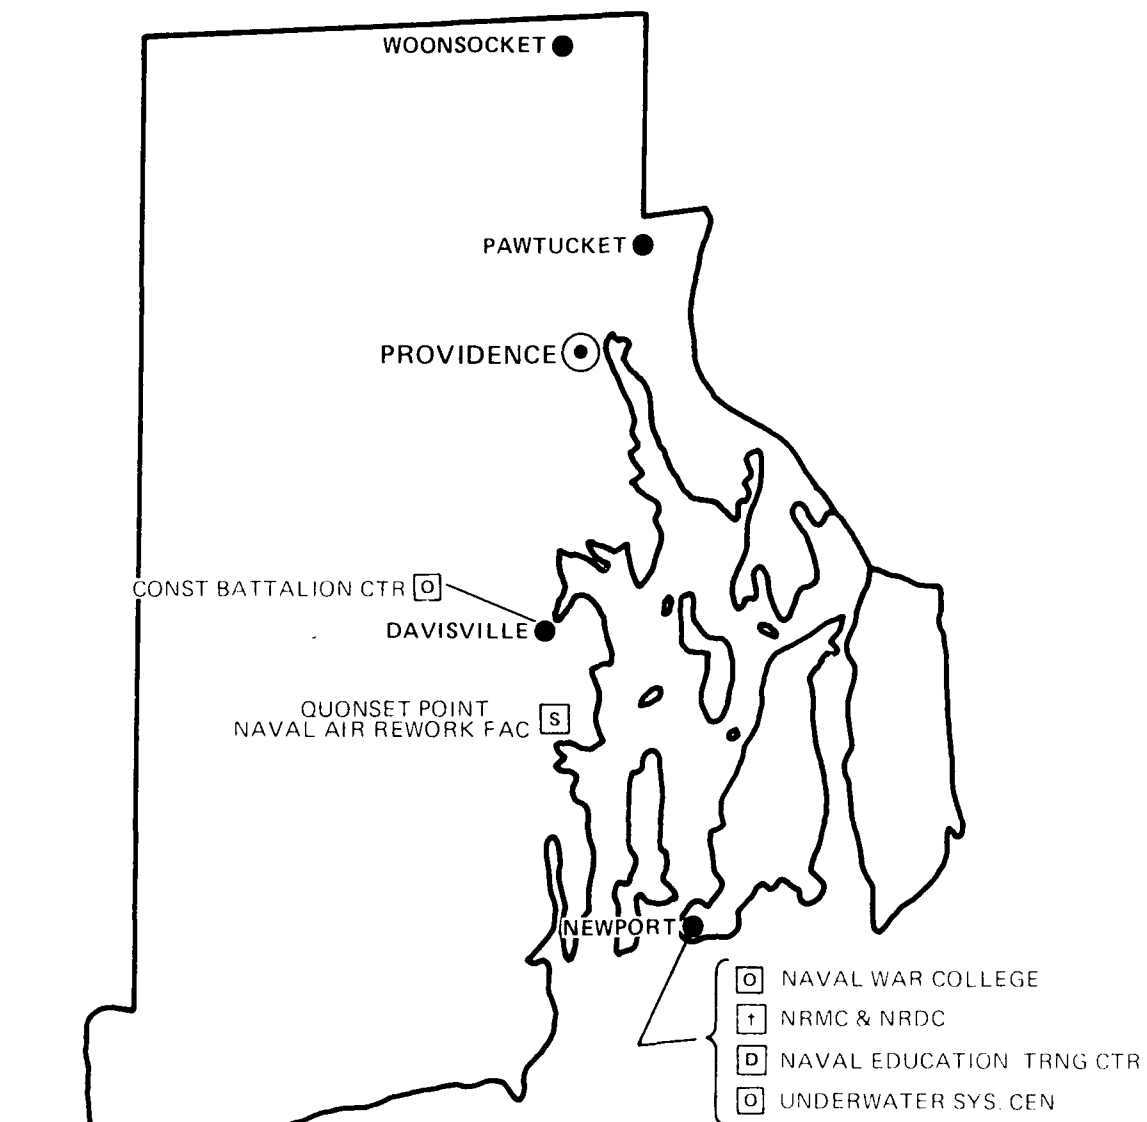 WOONSOCKET
PAWTUCKET
PROVIDENCE
CONST BATTALION CTR O
DAVISVILLE
QUONSET POINT
NAVAL AIR REWORK FAC S
NEWPORT
O NAVAL WAR COLLEGE
† NRMC & NRDC
D NAVAL EDUCATION TRNG CTR
O UNDERWATER SYS. CEN